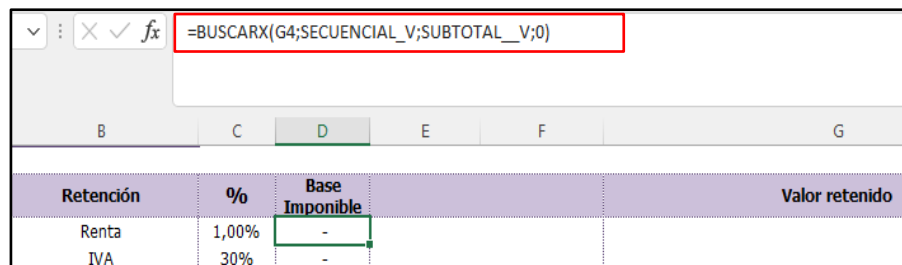 fx =BUSCARX(G4;SECUENCIAL_V;SUBTOTAL__V;0)
B C D E F G
Retención % Base Imponible Valor retenido
Renta 1,00% -
IVA 30% -